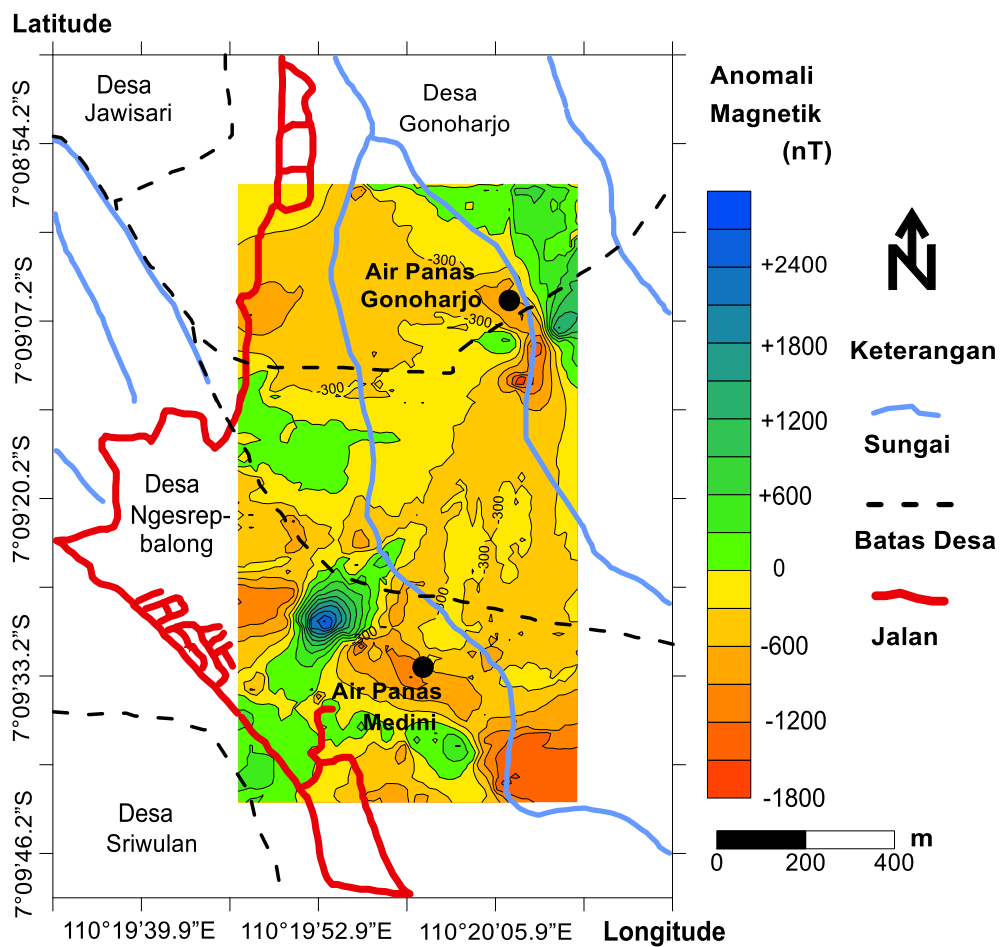 Latitude
Desa
Jawisari
Desa
Gonoharjo
Anomali
Magnetik
(nT)
7°08'54.2"S
7°09'07.2"S
7°09'20.2"S
7°09'33.2"S
7°09'46.2"S
-300
Air Panas
Gonoharjo
-300
-300
Desa
Ngesrep-
balong
-300
-300
-300
-300
Air Panas
Medini
Desa
Sriwulan
+2400
+1800
+1200
+600
0
-600
-1200
-1800
Keterangan
Sungai
Batas Desa
Jalan
m
0
200
400
110°19'39.9"E
110°19'52.9"E
110°20'05.9"E
Longitude